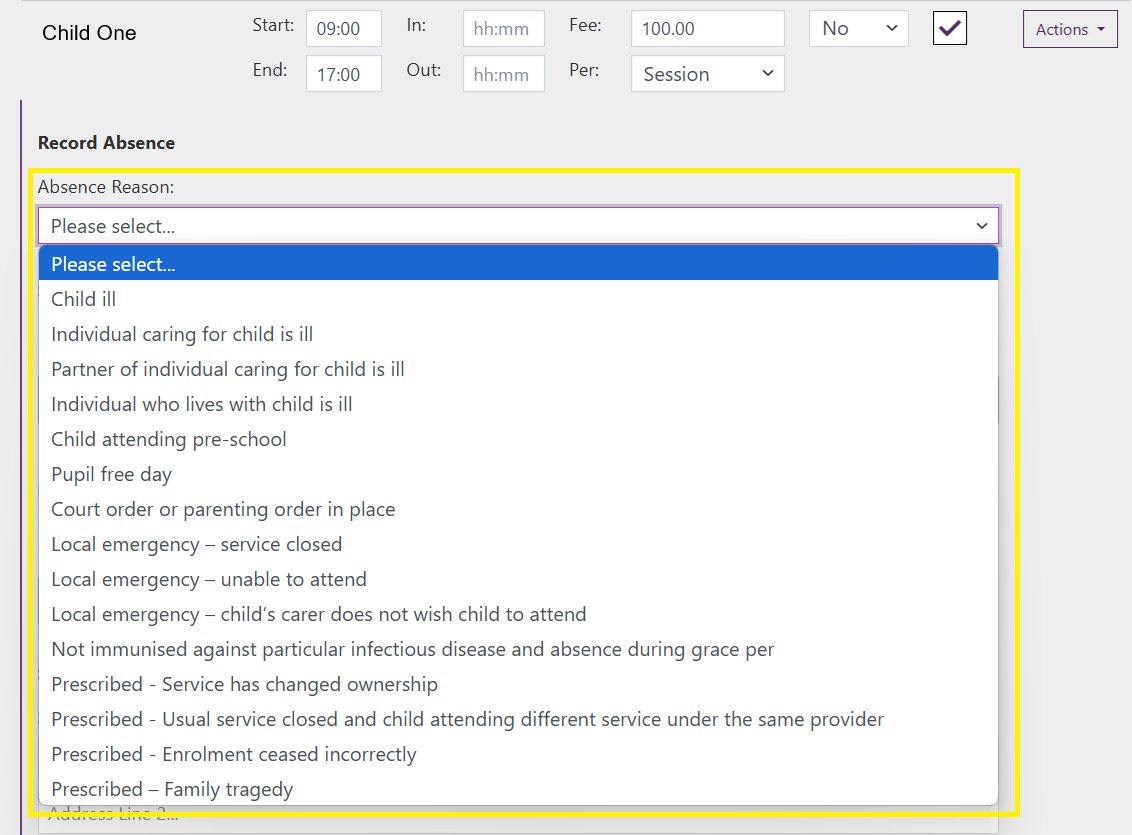 Child One
Start: 09:00 In: hh:mm Fee: 100.00 No Actions
End: 17:00 Out: hh:mm Per: Session
Record Absence
Absence Reason:
Please select...
Please select...
Child ill
Individual caring for child is ill
Partner of individual caring for child is ill
Individual who lives with child is ill
Child attending pre-school
Pupil free day
Court order or parenting order in place
Local emergency – service closed
Local emergency – unable to attend
Local emergency – child’s carer does not wish child to attend
Not immunised against particular infectious disease and absence during grace per
Prescribed - Service has changed ownership
Prescribed - Usual service closed and child attending different service under the same provider
Prescribed - Enrolment ceased incorrectly
Prescribed – Family tragedy
Address Line 2...